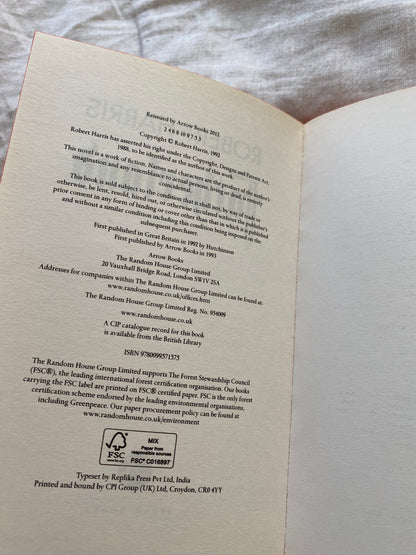 Reissued by Arrow Books 2012
2 4 6 8 10 9 7 5 3
Copyright © Robert Harris, 1992
Robert Harris has asserted his right under the Copyright, Designs and Patents Act,
1988, to be identified as the author of this work.
This novel is a work of fiction. Names and characters are the product of the author's
imagination and any resemblance to actual persons, living or dead, is entirely
coincidental.
This book is sold subject to the condition that it shall not, by way of trade or
otherwise, be lent, resold, hired out, or otherwise circulated without the publisher's
prior consent in any form of binding or cover other than that in which it is published
and without a similar condition including this condition being imposed on the
subsequent purchaser.
First published in Great Britain in 1992 by Hutchinson
First published by Arrow Books in 1993
Arrow Books
The Random House Group Limited
20 Vauxhall Bridge Road, London SW1V 2SA
Addresses for companies within The Random House Group Limited can be found at:
www.randomhouse.co.uk/offices.htm
The Random House Group Limited Reg. No. 954009
www.randomhouse.co.uk
A CIP catalogue record for this book
is available from the British Library
ISBN 9780099571575
The Random House Group Limited supports The Forest Stewardship Council
(FSC®), the leading international forest certification organisation. Our books
carrying the FSC label are printed on FSC® certified paper. FSC is the only forest
certification scheme endorsed by the leading environmental organisations,
including Greenpeace. Our paper procurement policy can be found at
www.randomhouse.co.uk/environment
FSC
www.fsc.org
MIX
Paper from
responsible sources
FSC® C016897
Typeset by Replika Press Pvt Ltd, India
Printed and bound by CPI Group (UK) Ltd, Croydon, CR0 4YY